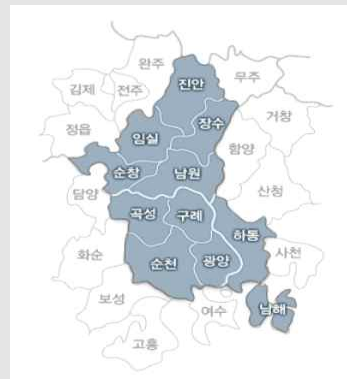 완주
진안
무주
김제
전주
장수
거창
정읍
임실
함양
순창
남원
산청
담양
곡성
구례
하동
화순
순천
광양
사천
보성
여수
남해
고흥